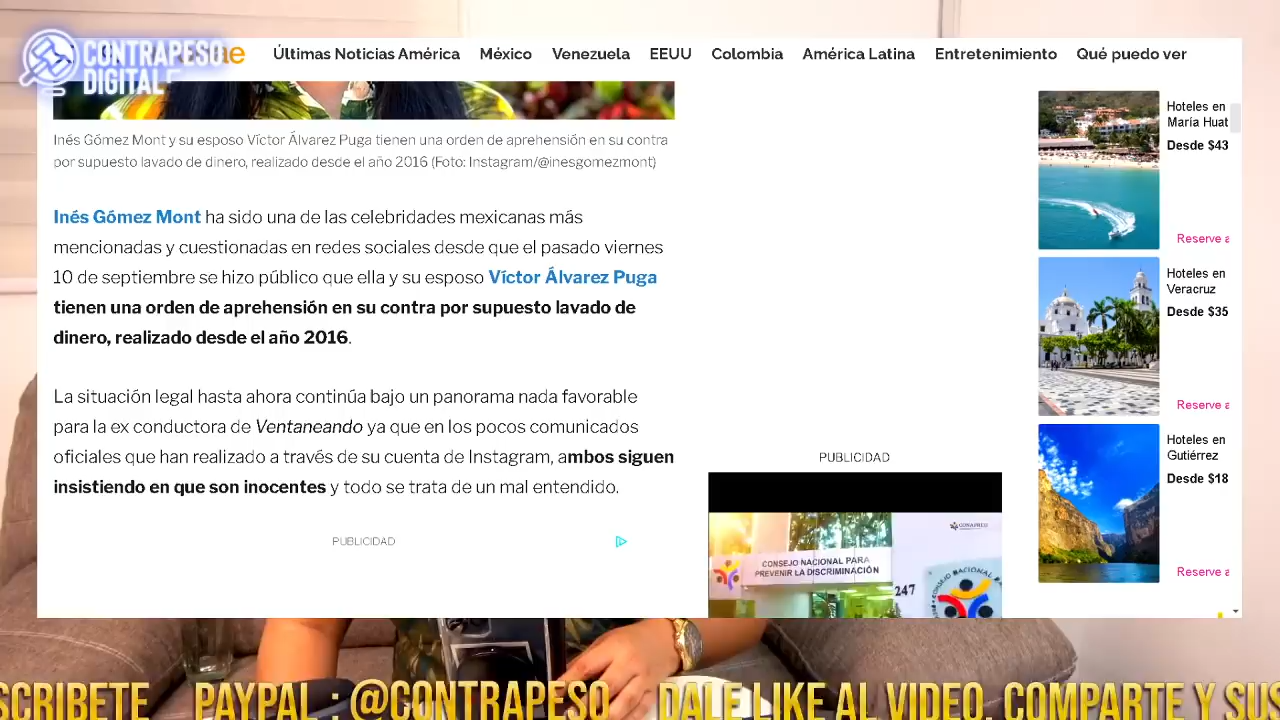 CONTRAPESO
DIGITAL
Últimas Noticias América México Venezuela EEUU Colombia América Latina Entretenimiento Qué puedo ver
Inés Gómez Mont y su esposo Víctor Álvarez Puga tienen una orden de aprehensión en su contra
por supuesto lavado de dinero, realizado desde el año 2016 (Foto: Instagram/@inesgomezmont)
Inés Gómez Mont ha sido una de las celebridades mexicanas más
mencionadas y cuestionadas en redes sociales desde que el pasado viernes
10 de septiembre se hizo público que ella y su esposo Víctor Álvarez Puga
tienen una orden de aprehensión en su contra por supuesto lavado de
dinero, realizado desde el año 2016.
La situación legal hasta ahora continúa bajo un panorama nada favorable
para la ex conductora de Ventaneando ya que en los pocos comunicados
oficiales que han realizado a través de su cuenta de Instagram, ambos siguen
insistiendo en que son inocentes y todo se trata de un mal entendido.
PUBLICIDAD
PUBLICIDAD
CONAPRED
CONSEJO NACIONAL PARA
PREVENIR LA DISCRIMINACIÓN
247
Hoteles en
María Huat
Desde $43
Reserve a
Hoteles en
Veracruz
Desde $35
Reserve a
Hoteles en
Gutiérrez
Desde $18
Reserve a
SCRIBETE PAYPAL : @CONTRAPESO DALE LIKE AL VIDEO, COMPARTE Y SUS